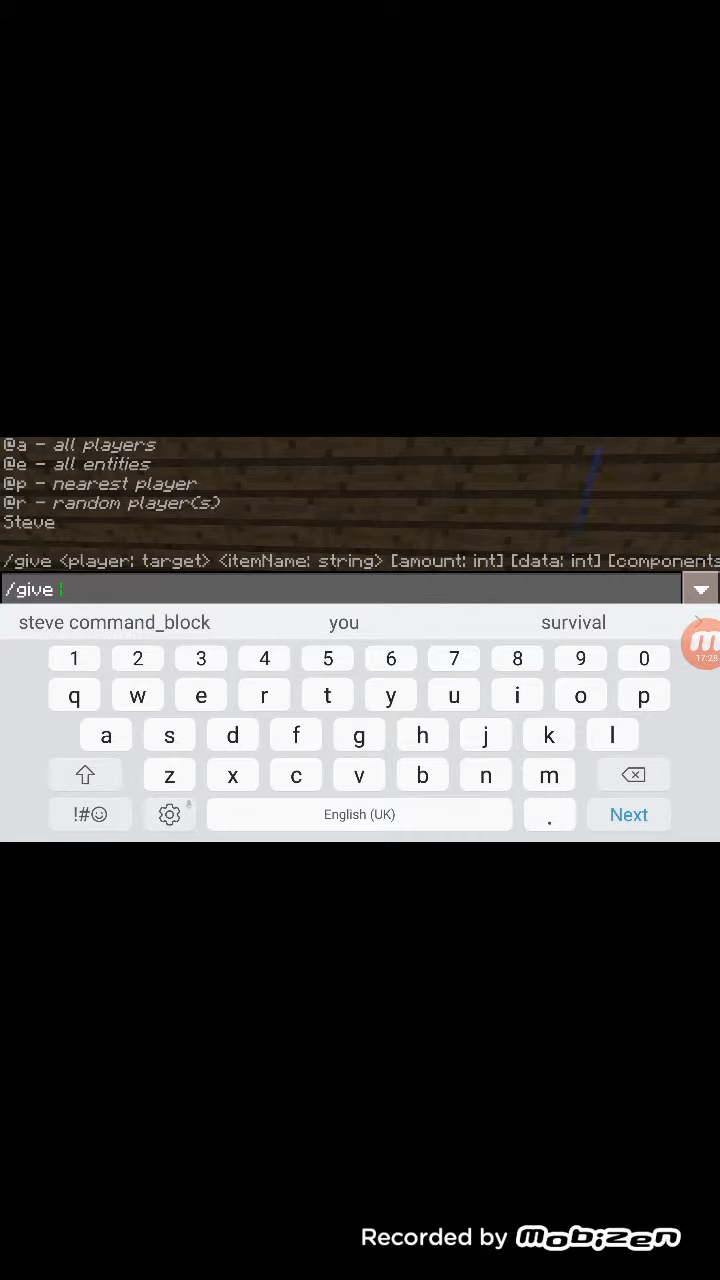 @a - all players
@e - all entities
@p - nearest player
@r - random player(s)
Steve
/give <player: target> <itemName: string> [amount: int] [data: int] [components
/give
steve command_block you survival
17:28
1 2 3 4 5 6 7 8 9 0
q w e r t y u i o p
a s d f g h j k l
z x c v b n m
!#☺ English (UK) . Next
Recorded by mobizen